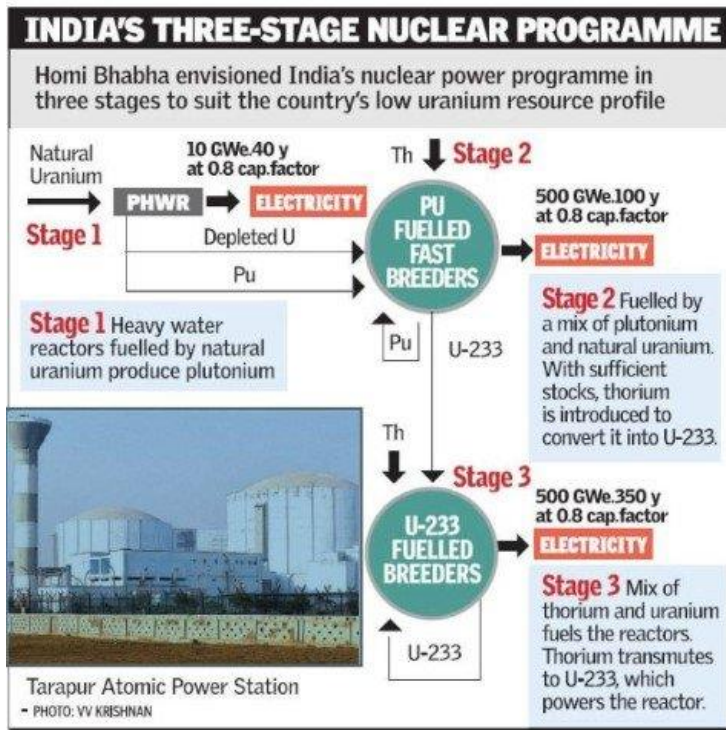 INDIA'S THREE-STAGE NUCLEAR PROGRAMME
Homi Bhabha envisioned India's nuclear power programme in
three stages to suit the country's low uranium resource profile
Natural
Uranium
Stage 1
PHWR
10 GWe.40 y
at 0.8 cap.factor
ELECTRICITY
Depleted U
Pu
Th
Stage 2
PU
FUELLED
FAST
BREEDERS
500 GWe.100 y
at 0.8 cap.factor
ELECTRICITY
Stage 1 Heavy water
reactors fuelled by natural
uranium produce plutonium
Pu
U-233
Stage 2 Fuelled by
a mix of plutonium
and natural uranium.
With sufficient
stocks, thorium
is introduced to
convert it into U-233.
Th
Stage 3
U-233
FUELLED
BREEDERS
500 GWe.350 y
at 0.8 cap.factor
ELECTRICITY
U-233
Stage 3 Mix of
thorium and uranium
fuels the reactors.
Thorium transmutes
to U-233, which
powers the reactor.
Tarapur Atomic Power Station
- PHOTO: VV KRISHNAN